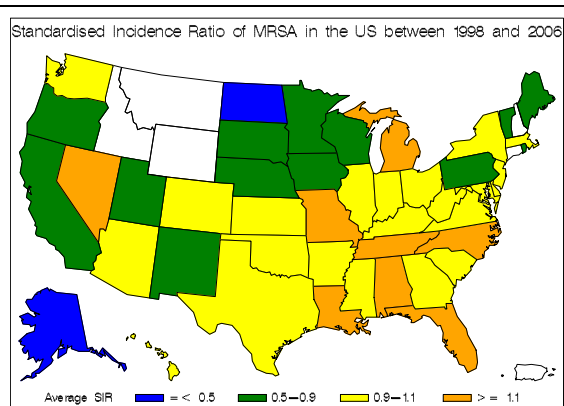 Standardised Incidence Ratio of MRSA in the US between 1998 and 2006
Average SIR =< 0.5 0.5–0.9 0.9–1.1 >= 1.1